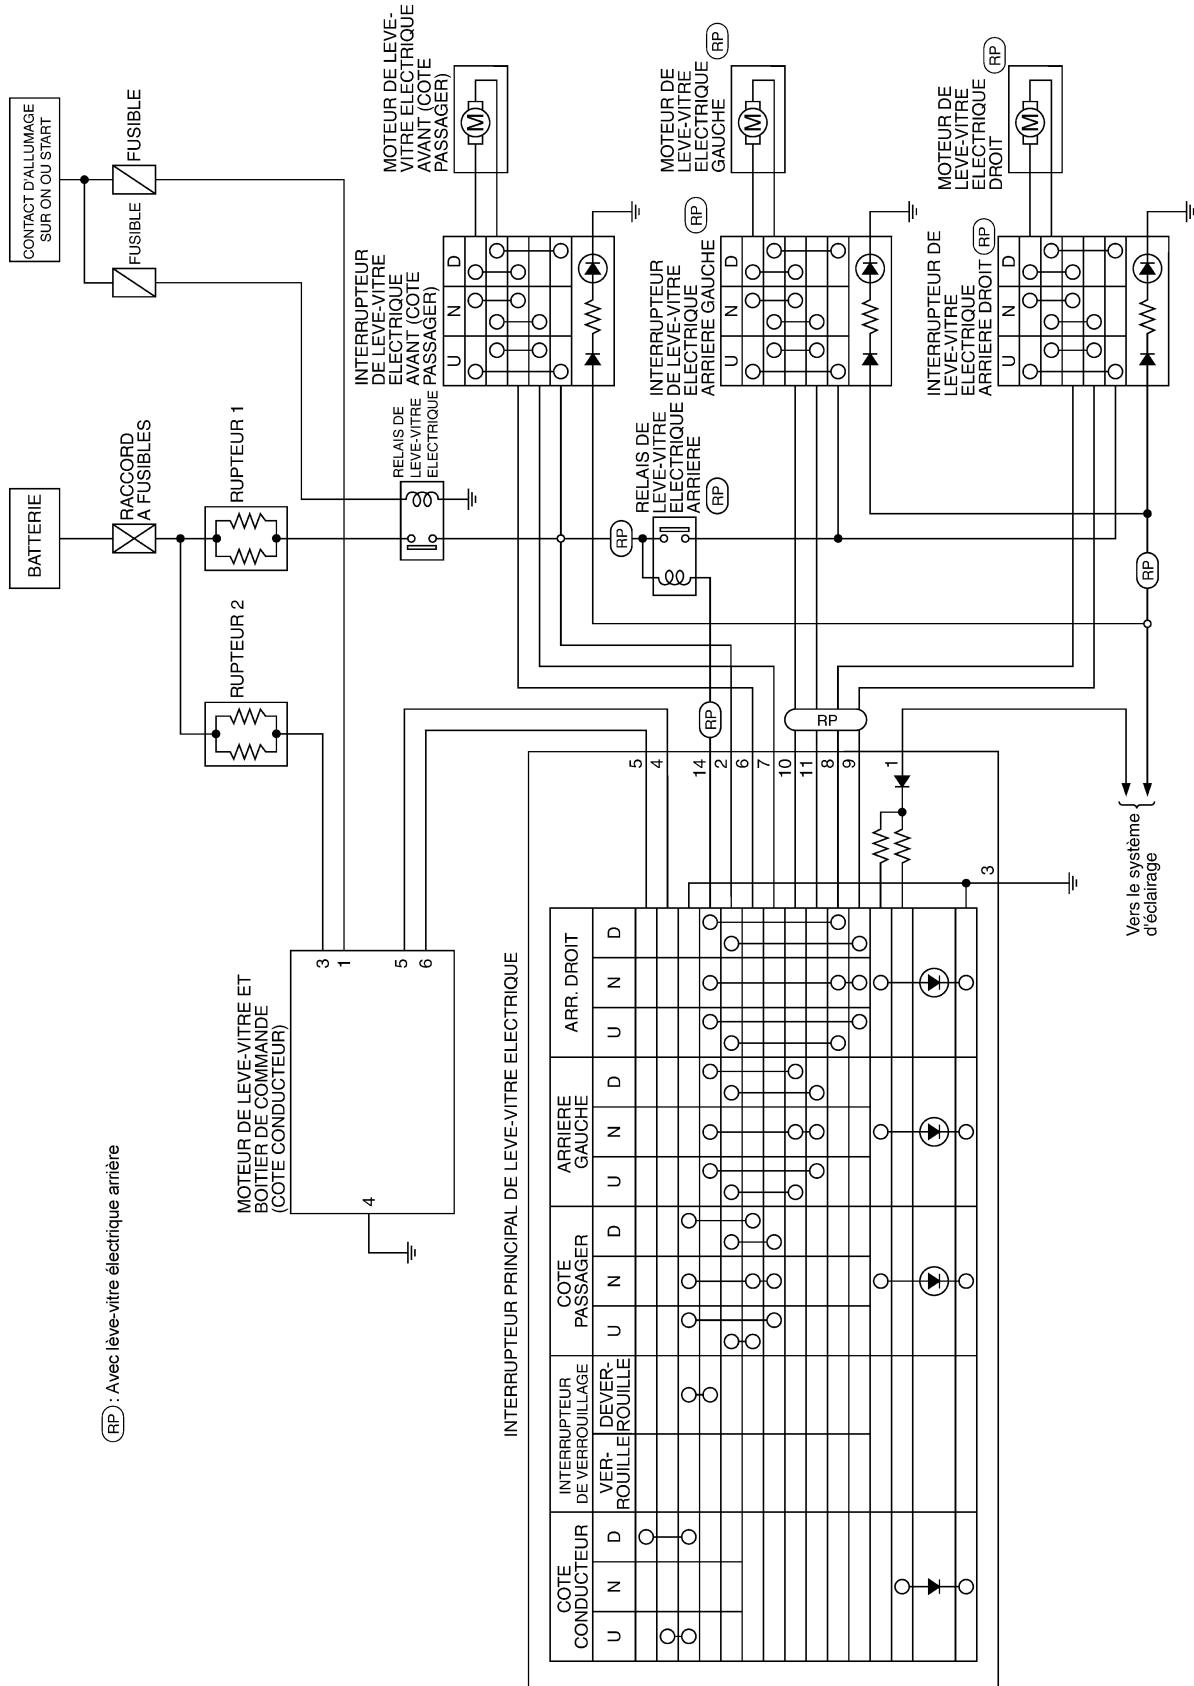 BATTERIE
CONTACT D'ALLUMAGE
SUR ON OU START
RACCORD
A FUSIBLES
FUSIBLE
FUSIBLE
RUPTEUR 2
RUPTEUR 1
RELAIS DE
LEVE-VITRE
ELECTRIQUE
MOTEUR DE LEVE-
VITRE ELECTRIQUE
AVANT (COTE
PASSAGER)
M
INTERRUPTEUR
DE LEVE-VITRE
ELECTRIQUE
AVANT (COTE
PASSAGER)
U
N
D
RELAIS DE
LEVE-VITRE
ELECTRIQUE
ARRIERE
RP
RP
MOTEUR DE
LEVE-VITRE
ELECTRIQUE
GAUCHE
RP
M
INTERRUPTEUR
DE LEVE-VITRE
ELECTRIQUE
ARRIERE GAUCHE
RP
U
N
D
MOTEUR DE
LEVE-VITRE
ELECTRIQUE
DROIT
RP
M
INTERRUPTEUR DE
LEVE-VITRE
ELECTRIQUE
ARRIERE DROIT
RP
U
N
D
RP
RP
RP
RP : Avec lève-vitre électrique arrière
MOTEUR DE LEVE-VITRE ET
BOITIER DE COMMANDE
(COTE CONDUCTEUR)
4
3
1
5
6
INTERRUPTEUR PRINCIPAL DE LEVE-VITRE ELECTRIQUE
5
4
14
2
6
7
10
11
8
9
1
3
COTE
CONDUCTEUR
U
N
D
INTERRUPTEUR
DE VERROUILLAGE
VER-
ROUILLE
DEVER-
ROUILLE
COTE
PASSAGER
U
N
D
ARRIERE
GAUCHE
U
N
D
ARR. DROIT
U
N
D
Vers le système
d'éclairage